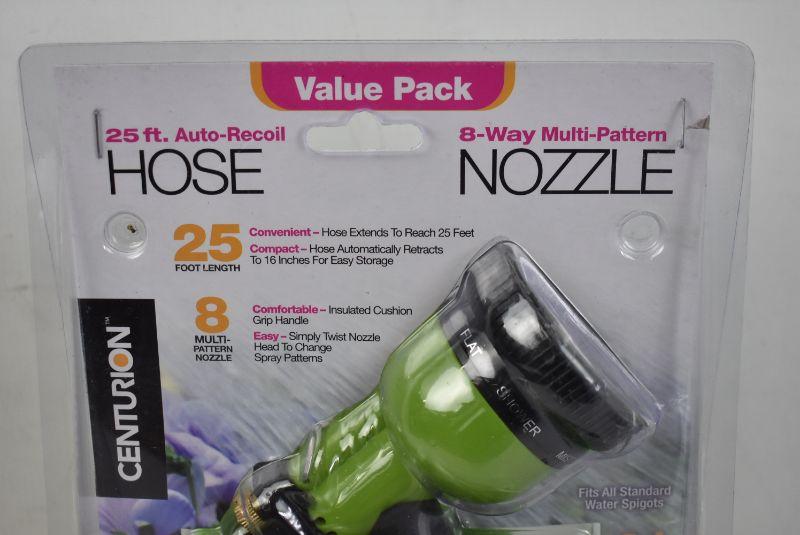 Value Pack
25 ft. Auto-Recoil
HOSE
8-Way Multi-Pattern
NOZZLE
25
FOOT LENGTH
Convenient – Hose Extends To Reach 25 Feet
Compact – Hose Automatically Retracts
To 16 Inches For Easy Storage
8
MULTI-
PATTERN
NOZZLE
Comfortable – Insulated Cushion
Grip Handle
Easy – Simply Twist Nozzle
Head To Change
Spray Patterns
CENTURION™
FLAT
SHOWER
Fits All Standard
Water Spigots